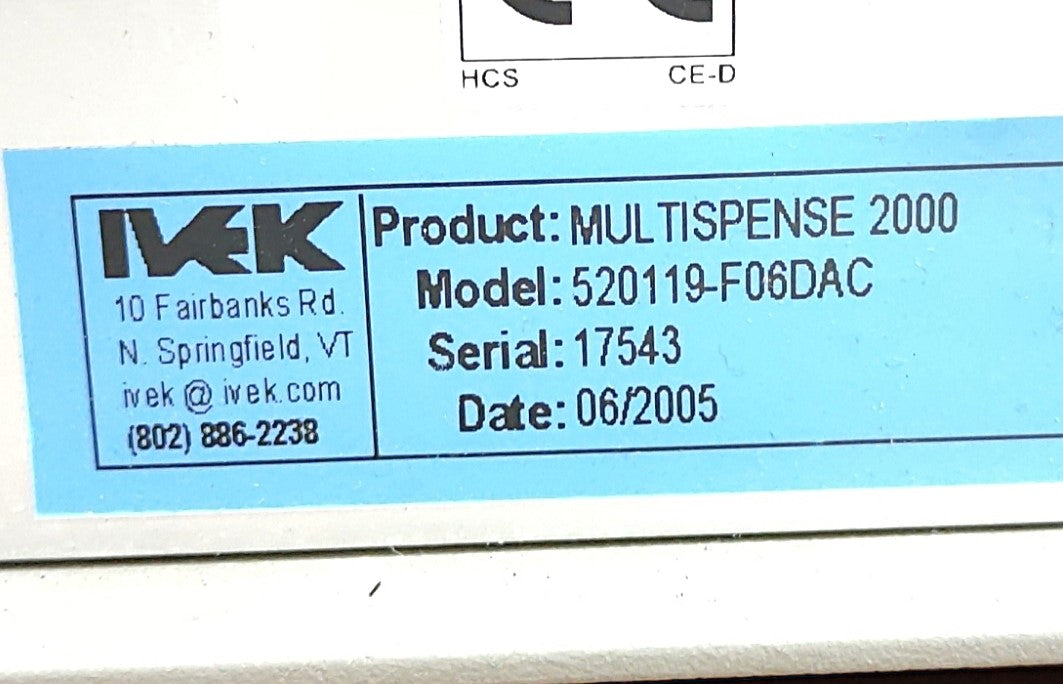 HCS CE-D
IVEK
10 Fairbanks Rd.
N. Springfield, VT
ivek @ ivek.com
(802) 886-2238
Product: MULTISPENSE 2000
Model: 520119-F06DAC
Serial: 17543
Date: 06/2005